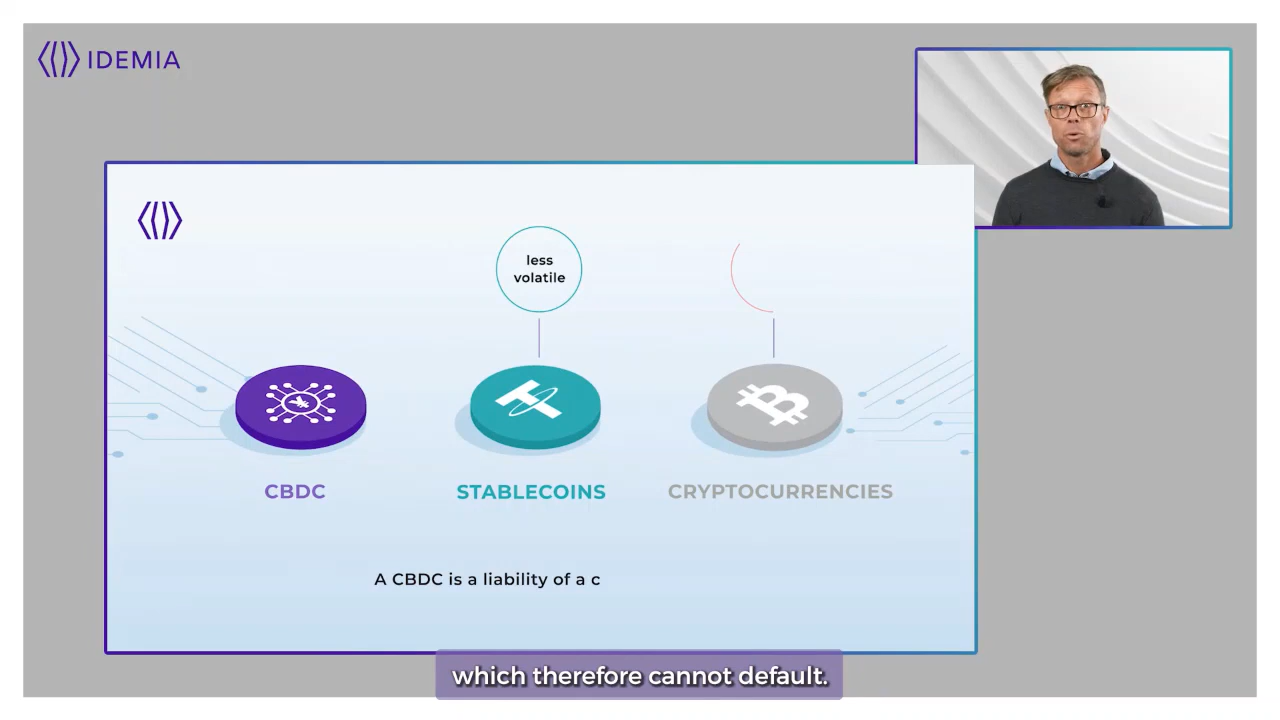 IDEMIA
less
volatile
CBDC
STABLECOINS
CRYPTOCURRENCIES
A CBDC is a liability of a c
which therefore cannot default.